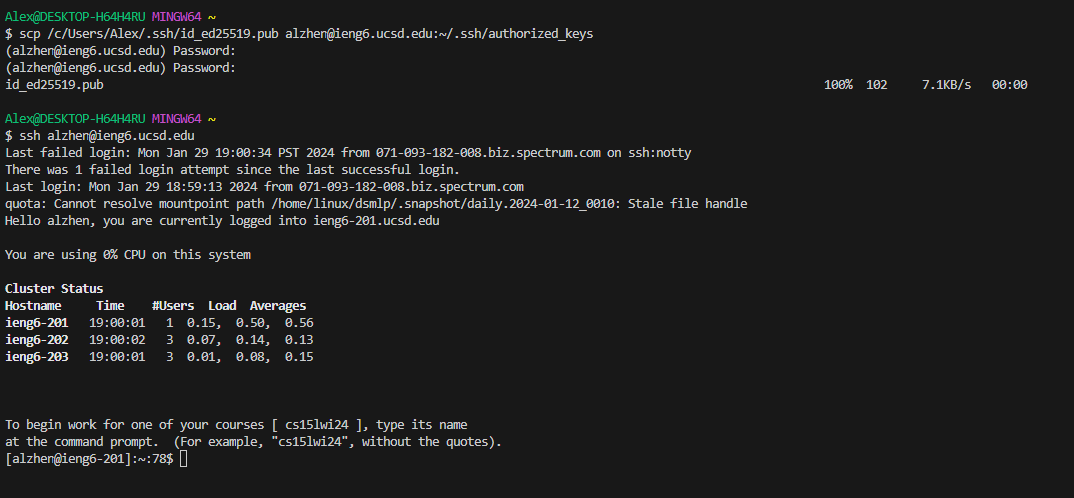 Alex@DESKTOP-H64H4RU MINGW64 ~
$ scp /c/Users/Alex/.ssh/id_ed25519.pub alzhen@ieng6.ucsd.edu:~/.ssh/authorized_keys
(alzhen@ieng6.ucsd.edu) Password:
(alzhen@ieng6.ucsd.edu) Password:
id_ed25519.pub 100% 102 7.1KB/s 00:00
Alex@DESKTOP-H64H4RU MINGW64 ~
$ ssh alzhen@ieng6.ucsd.edu
Last failed login: Mon Jan 29 19:00:34 PST 2024 from 071-093-182-008.biz.spectrum.com on ssh:notty
There was 1 failed login attempt since the last successful login.
Last login: Mon Jan 29 18:59:13 2024 from 071-093-182-008.biz.spectrum.com
quota: Cannot resolve mountpoint path /home/linux/dsmlp/.snapshot/daily.2024-01-12_0010: Stale file handle
Hello alzhen, you are currently logged into ieng6-201.ucsd.edu
You are using 0% CPU on this system
Cluster Status
Hostname Time #Users Load Averages
ieng6-201 19:00:01 1 0.15, 0.50, 0.56
ieng6-202 19:00:02 3 0.07, 0.14, 0.13
ieng6-203 19:00:01 3 0.01, 0.08, 0.15
To begin work for one of your courses [ cs15lwi24 ], type its name
at the command prompt. (For example, "cs15lwi24", without the quotes).
[alzhen@ieng6-201]:~:78$